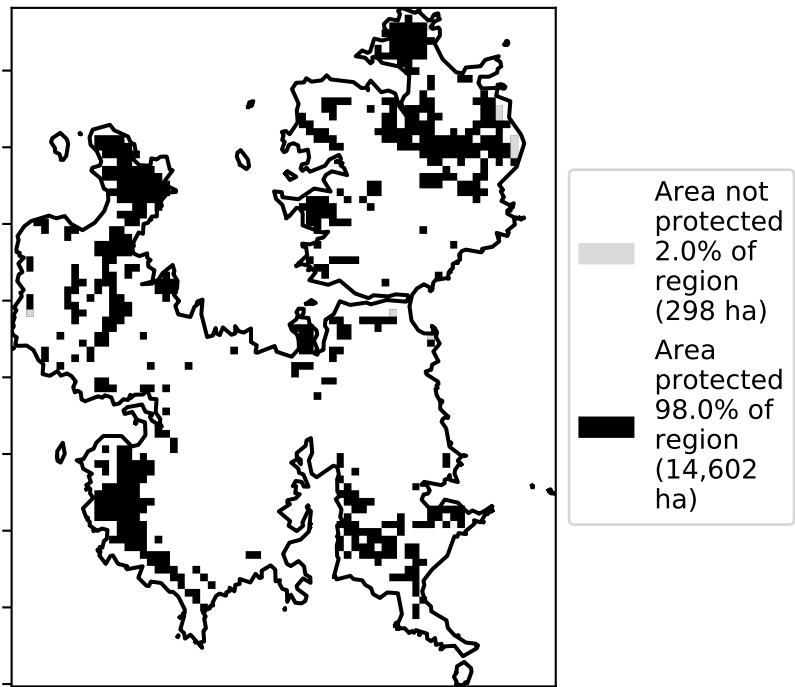 Area not
protected
2.0% of
region
(298 ha)
Area
protected
98.0% of
region
(14,602
ha)